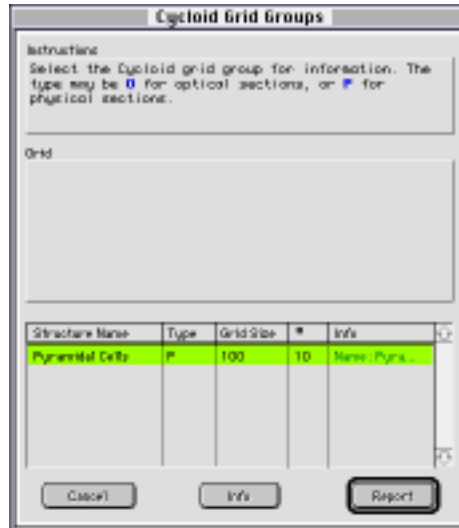 Cycloid Grid Groups
Instructions
Select the Cycloid grid group for information. The
type may be O for optical sections, or P for
physical sections.
Grid
Structure Name Type Grid Size # Info
Pyramidal Cells P 100 10 Name:Pyra...
Cancel Info Report